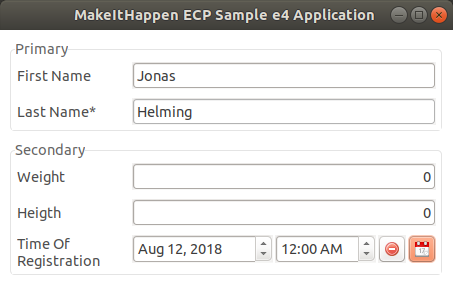 MakeItHappen ECP Sample e4 Application
Primary
First Name Jonas
Last Name* Helming
Secondary
Weight 0
Heigth 0
Time Of Registration Aug 12, 2018 12:00 AM